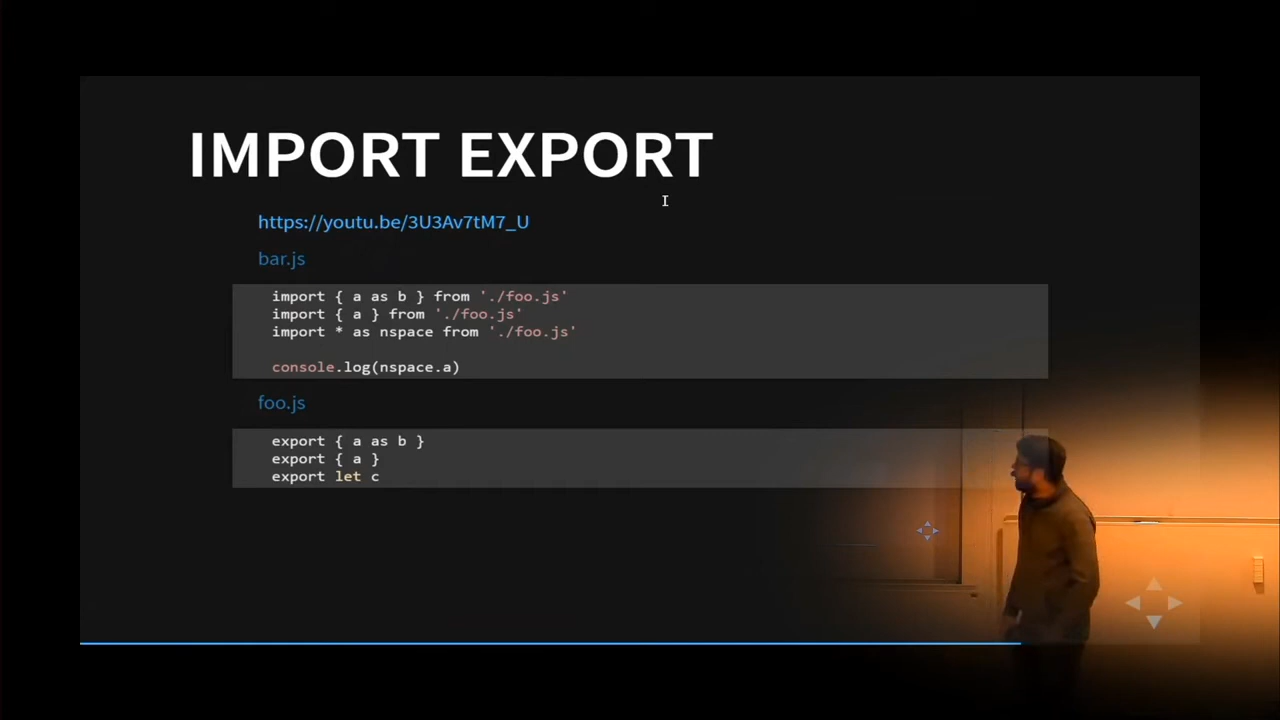 IMPORT EXPORT
https://youtu.be/3U3Av7tM7_U
bar.js
import { a as b } from './foo.js'
import { a } from './foo.js'
import * as nspace from './foo.js'
console.log(nspace.a)
foo.js
export { a as b }
export { a }
export let c